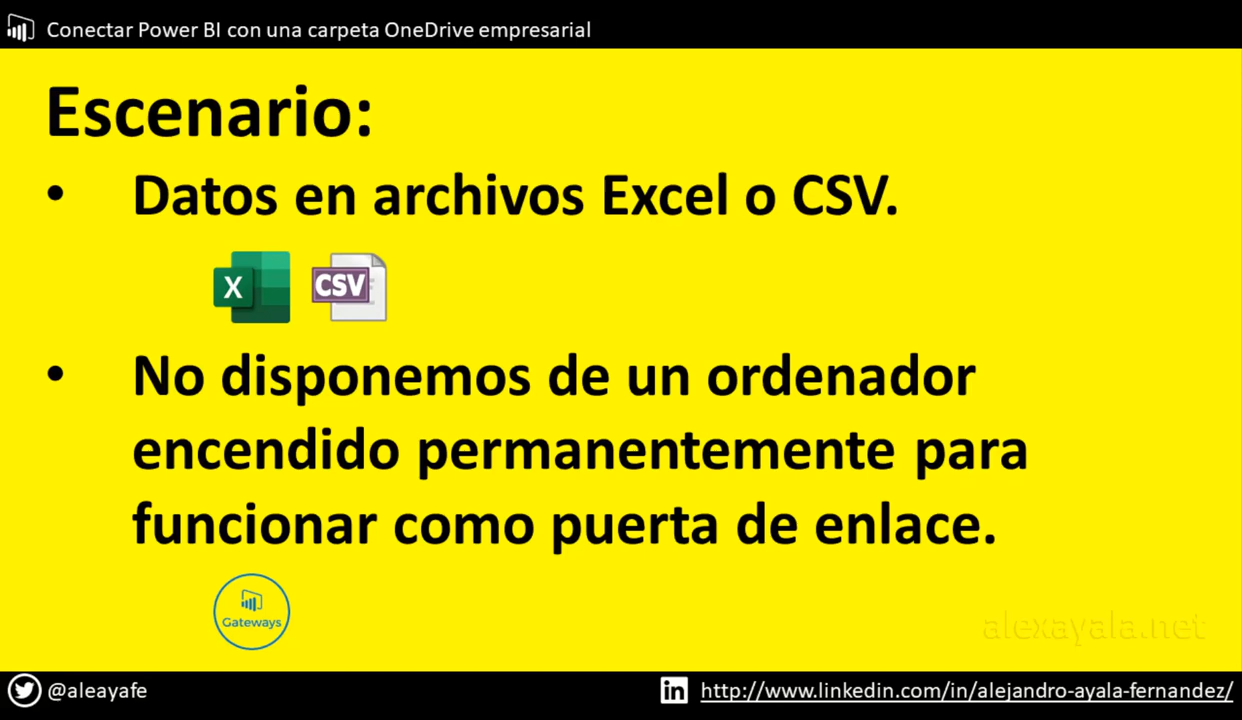 Conectar Power BI con una carpeta OneDrive empresarial
Escenario:
• Datos en archivos Excel o CSV.
X CSV
• No disponemos de un ordenador
encendido permanentemente para
funcionar como puerta de enlace.
Gateways
alexayala.net
@aleayafe
in http://www.linkedin.com/in/alejandro-ayala-fernandez/